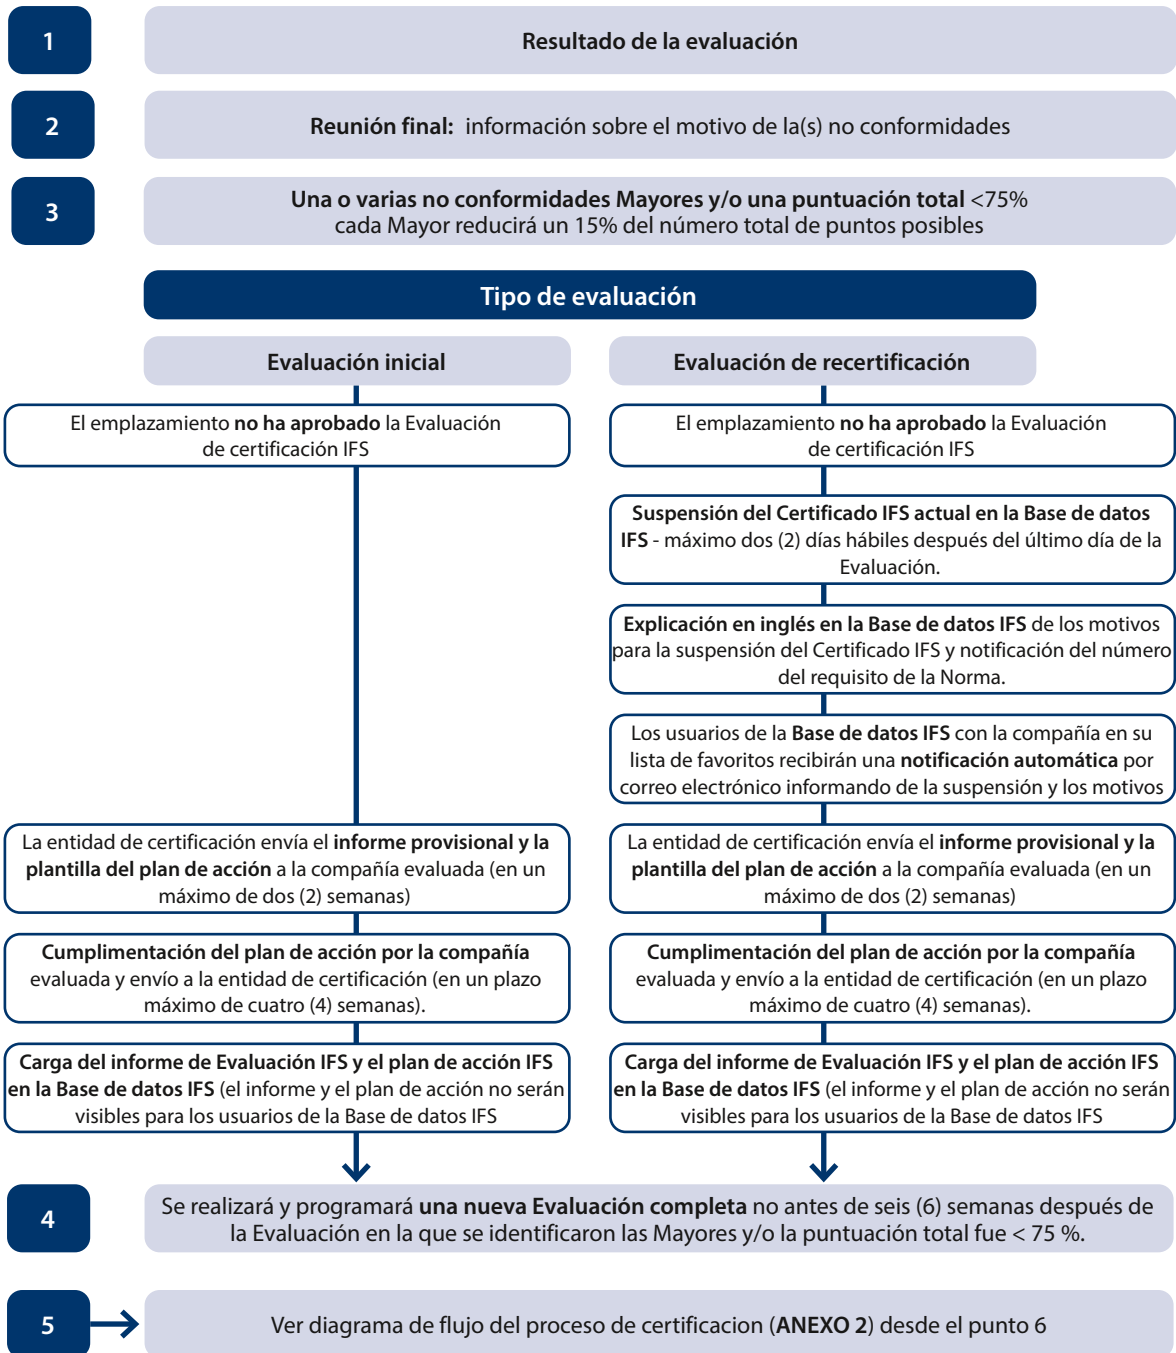 1
Resultado de la evaluación
2
Reunión final: información sobre el motivo de la(s) no conformidades
3
Una o varias no conformidades Mayores y/o una puntuación total <75%
cada Mayor reducirá un 15% del número total de puntos posibles
Tipo de evaluación
Evaluación inicial
El emplazamiento no ha aprobado la Evaluación
de certificación IFS
La entidad de certificación envía el informe provisional y la
plantilla del plan de acción a la compañía evaluada (en un
máximo de dos (2) semanas)
Cumplimentación del plan de acción por la compañía
evaluada y envío a la entidad de certificación (en un plazo
máximo de cuatro (4) semanas).
Carga del informe de Evaluación IFS y el plan de acción IFS
en la Base de datos IFS (el informe y el plan de acción no serán
visibles para los usuarios de la Base de datos IFS
Evaluación de recertificación
El emplazamiento no ha aprobado la Evaluación
de certificación IFS
Suspensión del Certificado IFS actual en la Base de datos
IFS - máximo dos (2) días hábiles después del último día de la
Evaluación.
Explicación en inglés en la Base de datos IFS de los motivos
para la suspensión del Certificado IFS y notificación del número
del requisito de la Norma.
Los usuarios de la Base de datos IFS con la compañía en su
lista de favoritos recibirán una notificación automática por
correo electrónico informando de la suspensión y los motivos
La entidad de certificación envía el informe provisional y la
plantilla del plan de acción a la compañía evaluada (en un
máximo de dos (2) semanas)
Cumplimentación del plan de acción por la compañía
evaluada y envío a la entidad de certificación (en un plazo
máximo de cuatro (4) semanas).
Carga del informe de Evaluación IFS y el plan de acción IFS
en la Base de datos IFS (el informe y el plan de acción no serán
visibles para los usuarios de la Base de datos IFS
4
Se realizará y programará una nueva Evaluación completa no antes de seis (6) semanas después de
la Evaluación en la que se identificaron las Mayores y/o la puntuación total fue < 75 %.
5
Ver diagrama de flujo del proceso de certificacion (ANEXO 2) desde el punto 6